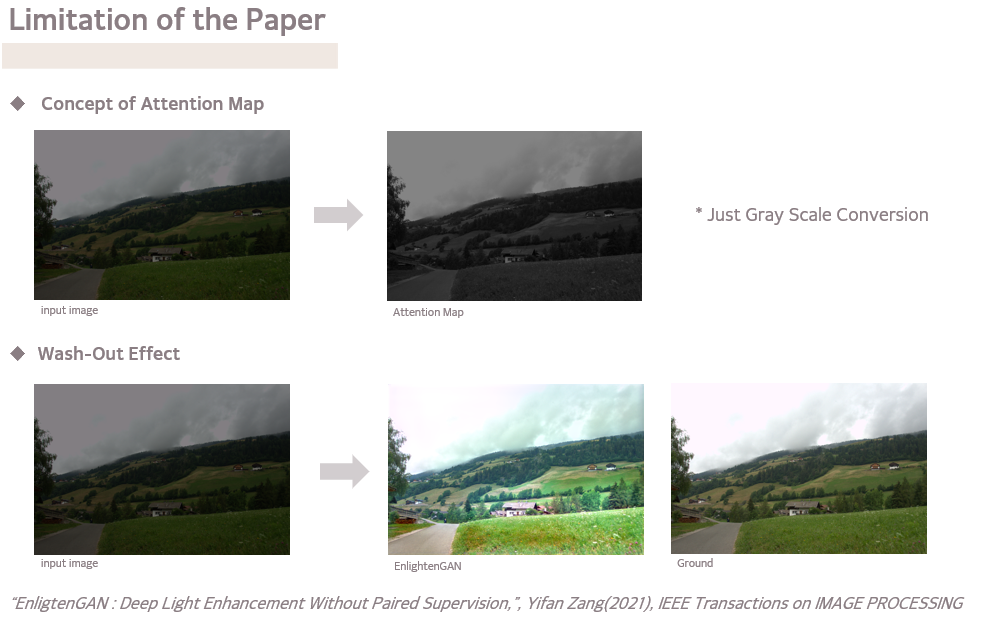 Limitation of the Paper
◆ Concept of Attention Map
* Just Gray Scale Conversion
input image
Attention Map
◆ Wash-Out Effect
input image
EnlightenGAN
Ground
“EnligtenGAN : Deep Light Enhancement Without Paired Supervision,”, Yifan Zang(2021), IEEE Transactions on IMAGE PROCESSING